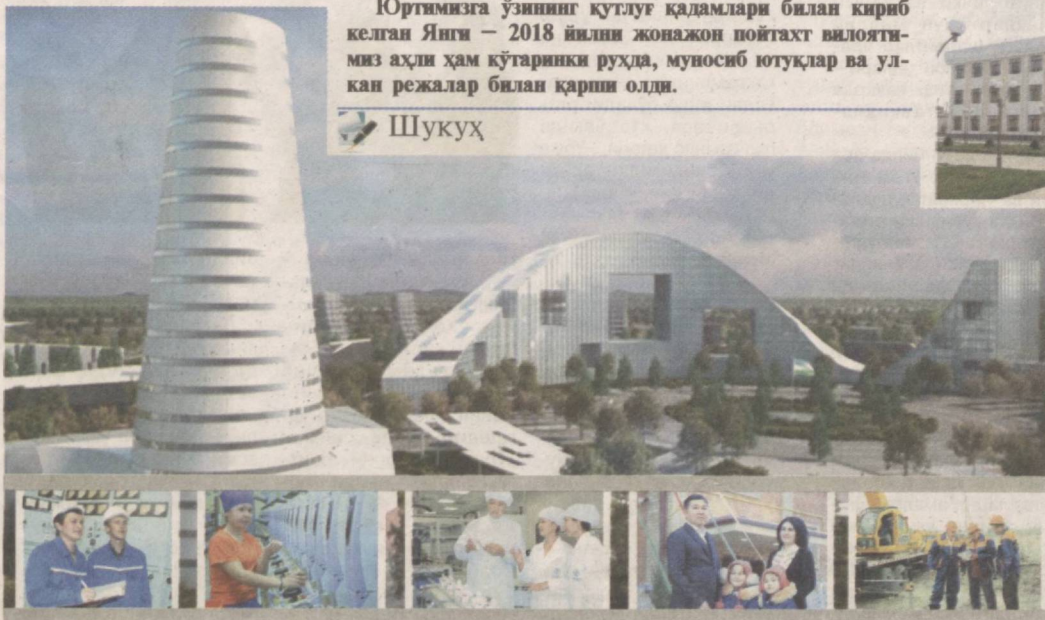 Юртимизга ўзининг қутлуғ қадамлари билан кириб
келган Янги — 2018 йилни жонажон пойтахт вилояти-
миз аҳли ҳам кўтаринки руҳда, муносиб ютуқлар ва ул-
кан режалар билан қарши олди.
Шукуҳ